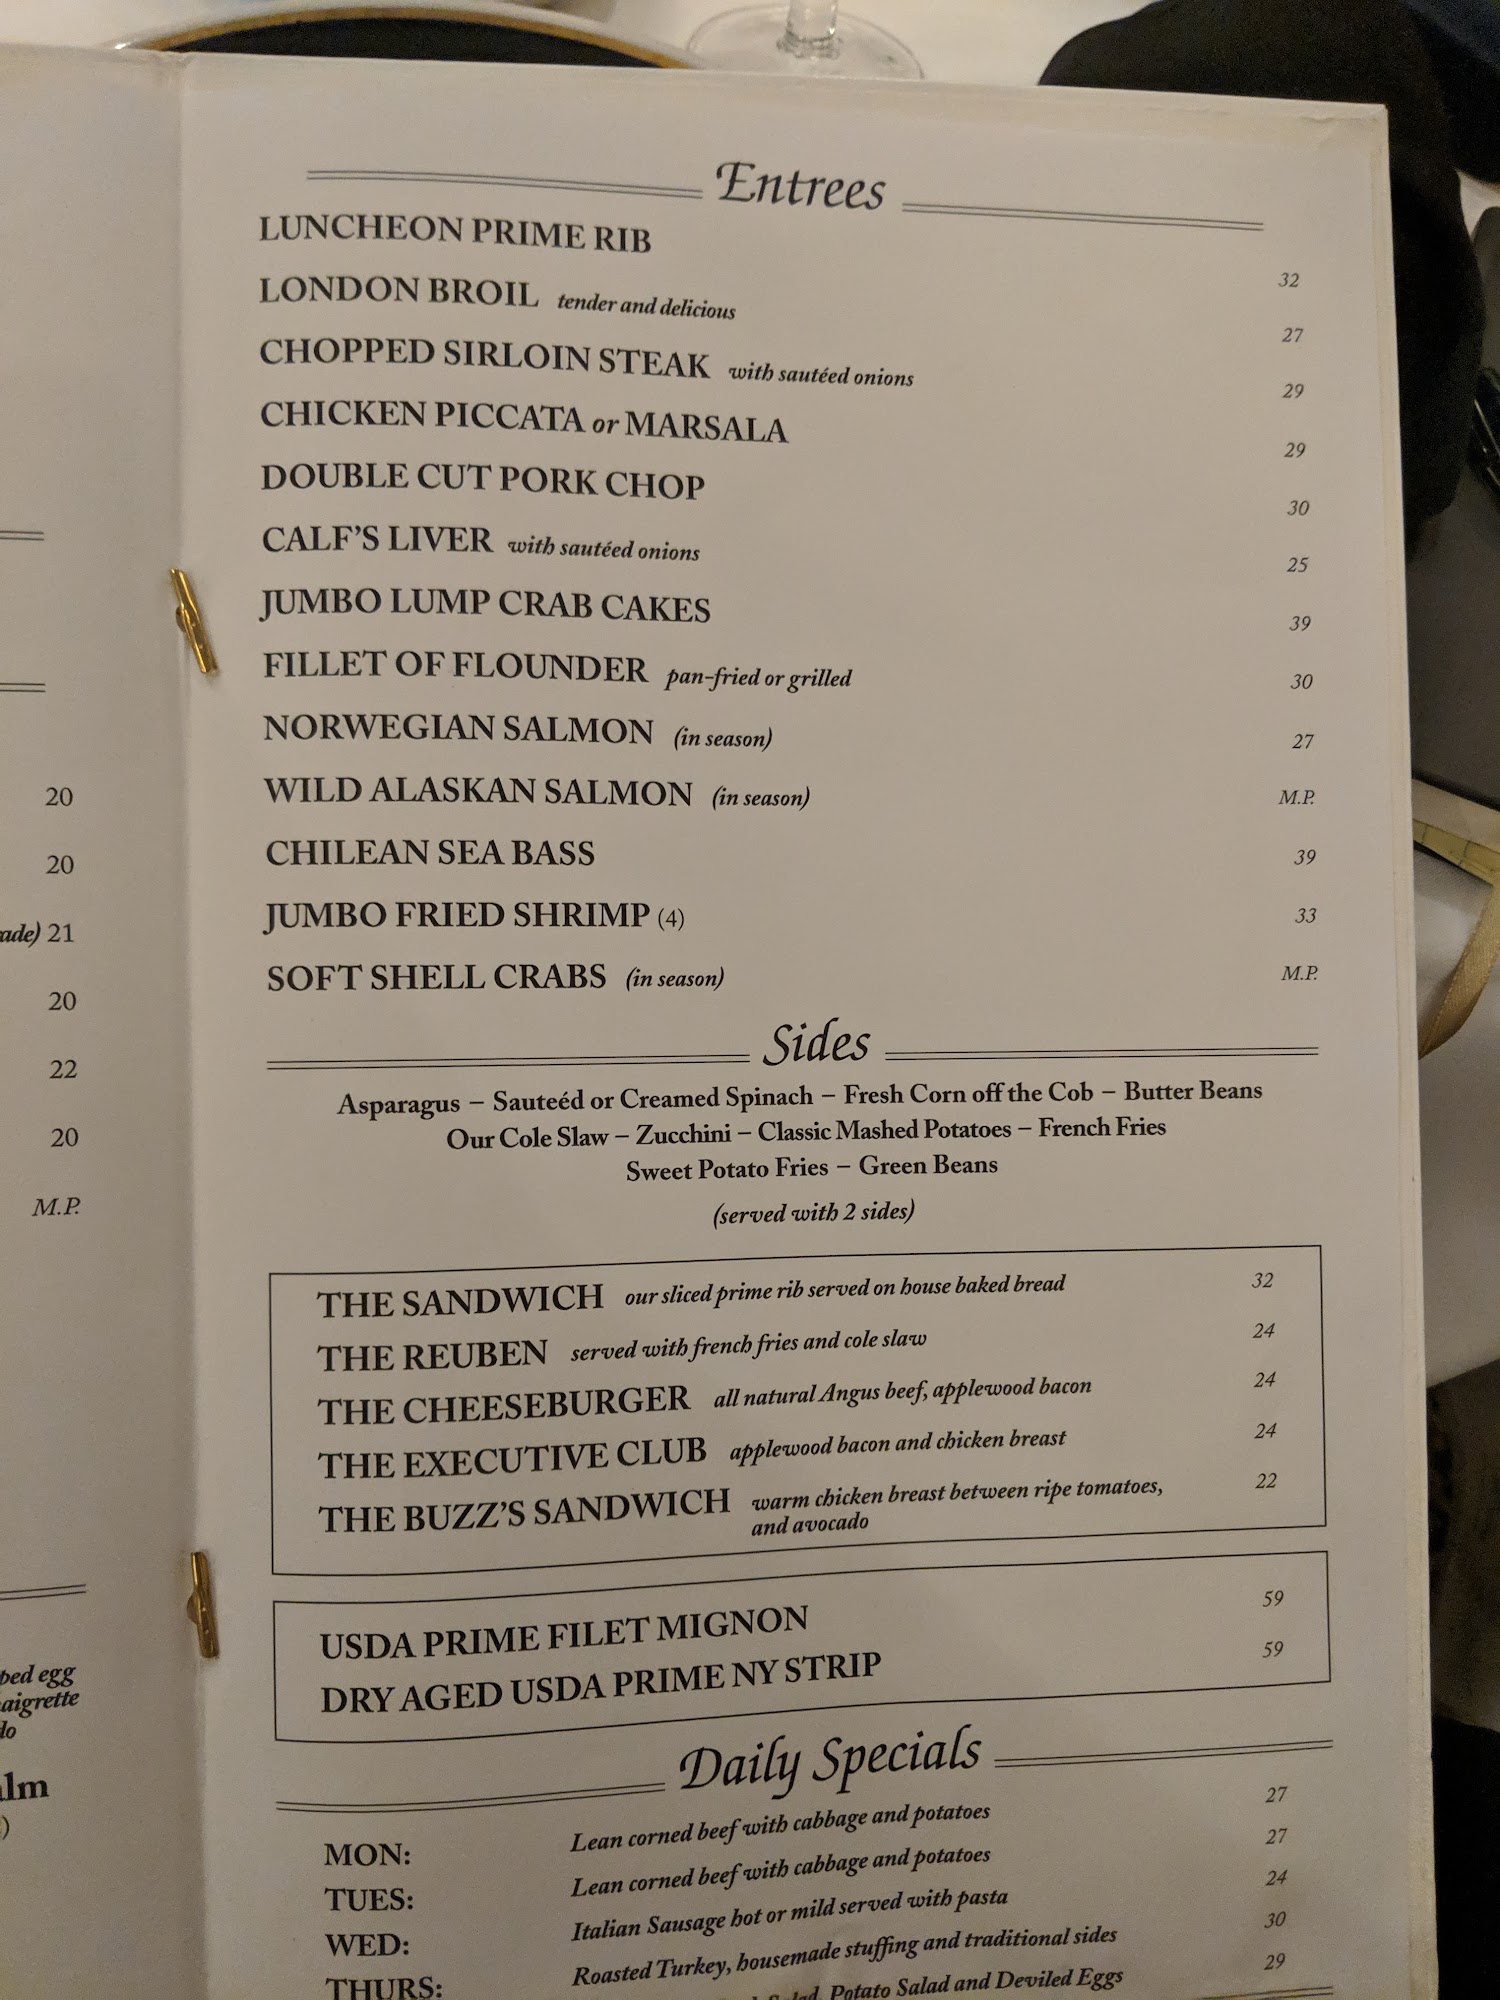 20
20
21
20
22
20
M.P.
egg
Entrees
LUNCHEON PRIME RIB 32
LONDON BROIL tender and delicious 27
CHOPPED SIRLOIN STEAK with sautéed onions 29
CHICKEN PICCATA or MARSALA 29
DOUBLE CUT PORK CHOP 30
CALF'S LIVER with sautéed onions 25
JUMBO LUMP CRAB CAKES 39
FILLET OF FLOUNDER pan-fried or grilled 30
NORWEGIAN SALMON (in season) 27
WILD ALASKAN SALMON (in season) M.P.
CHILEAN SEA BASS 39
JUMBO FRIED SHRIMP (4) 33
SOFT SHELL CRABS (in season) M.P.
Sides
Asparagus – Sauteéd or Creamed Spinach – Fresh Corn off the Cob – Butter Beans
Our Cole Slaw – Zucchini – Classic Mashed Potatoes – French Fries
Sweet Potato Fries – Green Beans
(served with 2 sides)
THE SANDWICH our sliced prime rib served on house baked bread 32
THE REUBEN served with french fries and cole slaw 24
THE CHEESEBURGER all natural Angus beef, applewood bacon 24
THE EXECUTIVE CLUB applewood bacon and chicken breast 24
THE BUZZ'S SANDWICH warm chicken breast between ripe tomatoes, 22
and avocado
USDA PRIME FILET MIGNON 59
DRY AGED USDA PRIME NY STRIP 59
Daily Specials
MON: Lean corned beef with cabbage and potatoes 27
TUES: Lean corned beef with cabbage and potatoes 27
WED: Italian Sausage hot or mild served with pasta 24
THURS: Roasted Turkey, housemade stuffing and traditional sides 30
Potato Salad and Deviled Eggs 29